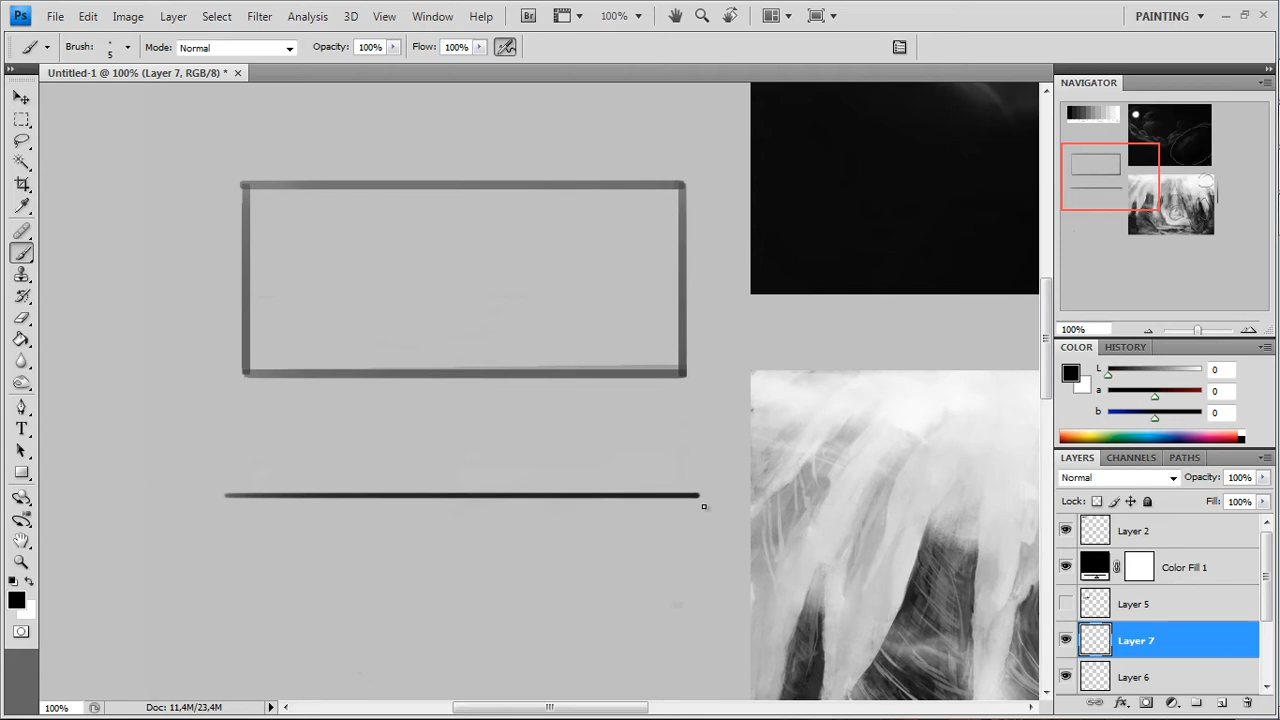 Ps File Edit Image Layer Select Filter Analysis 3D View Window Help Br 100% PAINTING
Brush: 5 Mode: Normal Opacity: 100% Flow: 100%
Untitled-1 @ 100% (Layer 7, RGB/8) *
NAVIGATOR
100%
COLOR HISTORY
L 0
a 0
b 0
LAYERS CHANNELS PATHS
Normal Opacity: 100%
Lock: Fill: 100%
Layer 2
Color Fill 1
Layer 5
Layer 7
Layer 6
T
100% Doc: 11,4M/23,4M